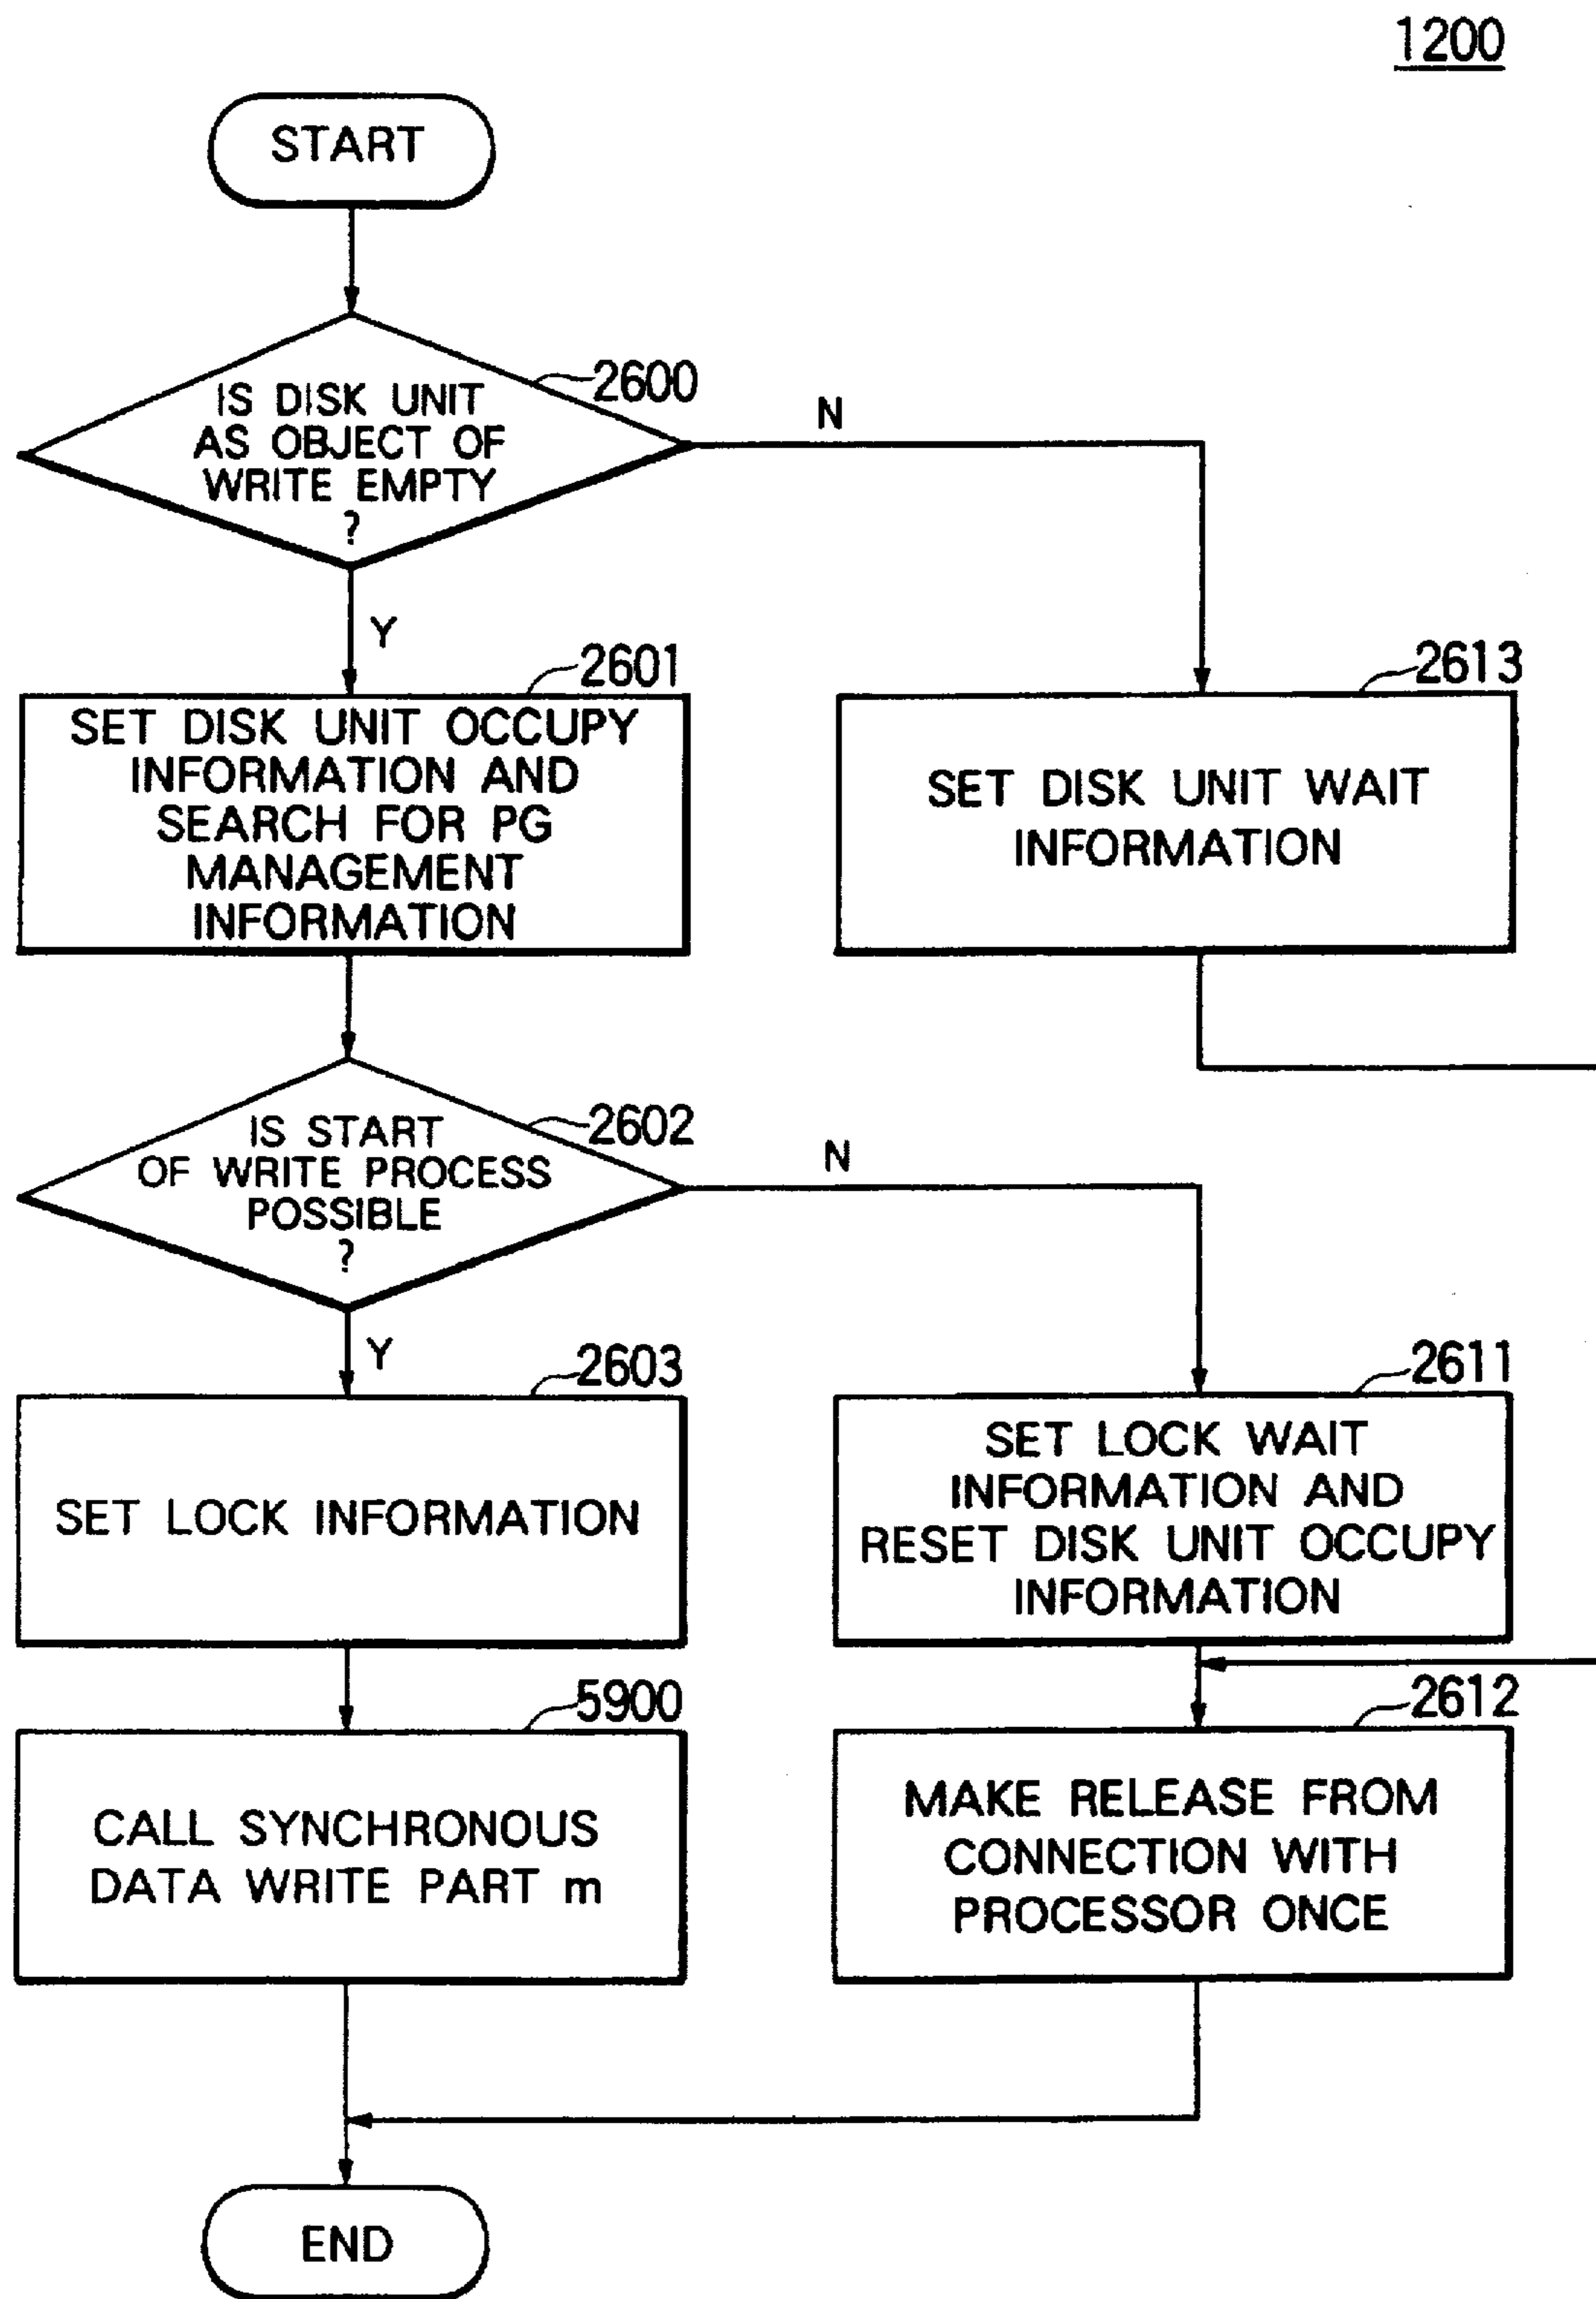 1200
START
2600
IS DISK UNIT
AS OBJECT OF
WRITE EMPTY
?
N
Y
2601
SET DISK UNIT OCCUPY
INFORMATION AND
SEARCH FOR PG
MANAGEMENT
INFORMATION
2613
SET DISK UNIT WAIT
INFORMATION
2602
IS START
OF WRITE PROCESS
POSSIBLE
?
N
Y
2603
SET LOCK INFORMATION
2611
SET LOCK WAIT
INFORMATION AND
RESET DISK UNIT OCCUPY
INFORMATION
5900
CALL SYNCHRONOUS
DATA WRITE PART m
2612
MAKE RELEASE FROM
CONNECTION WITH
PROCESSOR ONCE
END